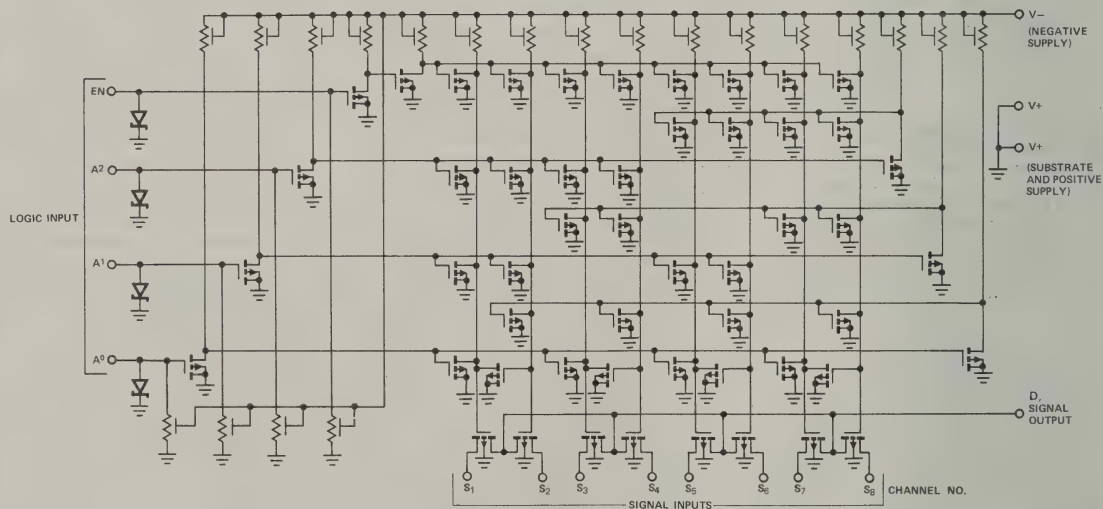 V–
(NEGATIVE
SUPPLY)
EN
V+
V+
(SUBSTRATE
AND POSITIVE
SUPPLY)
A²
LOGIC INPUT
A¹
A⁰
D,
SIGNAL
OUTPUT
S₁ S₂ S₃ S₄ S₅ S₆ S₇ S₈ CHANNEL NO.
SIGNAL INPUTS